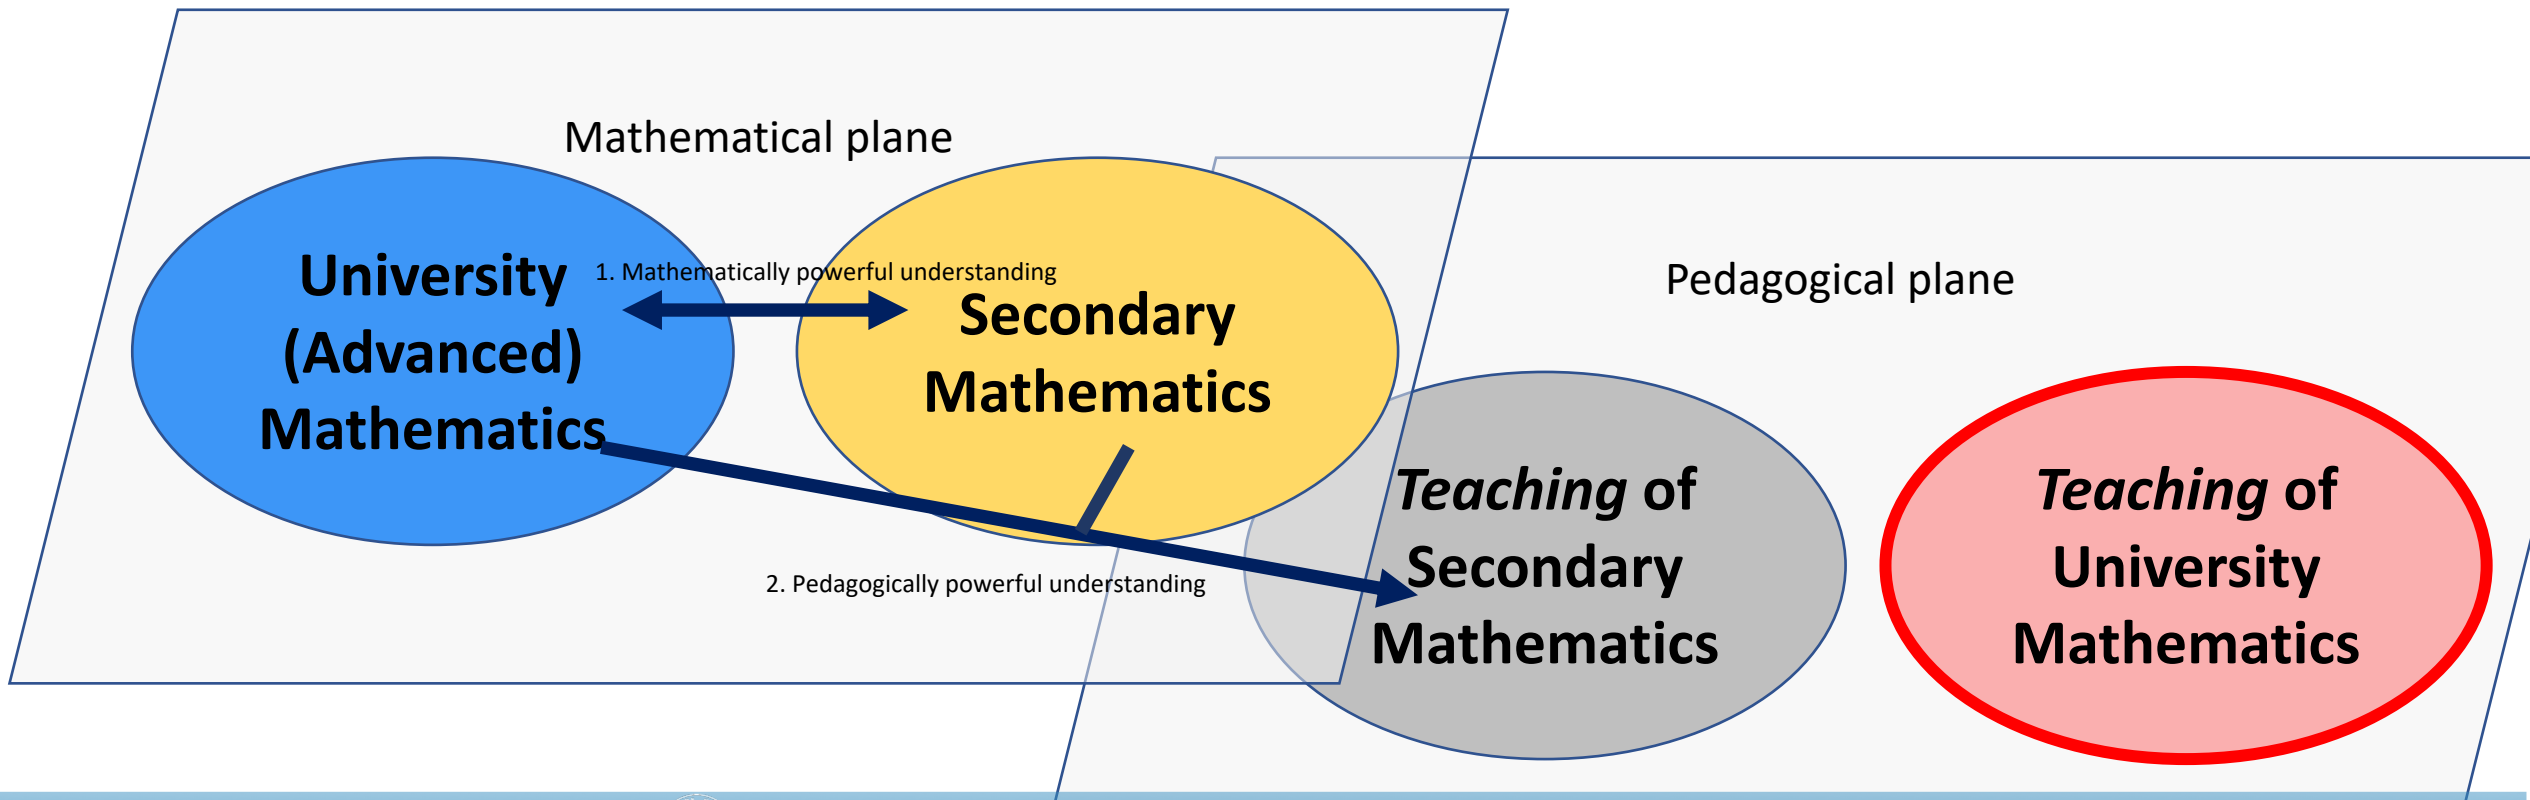 Mathematical plane
University
(Advanced)
Mathematics
1. Mathematically powerful understanding
Secondary
Mathematics
2. Pedagogically powerful understanding
Pedagogical plane
Teaching of
Secondary
Mathematics
Teaching of
University
Mathematics